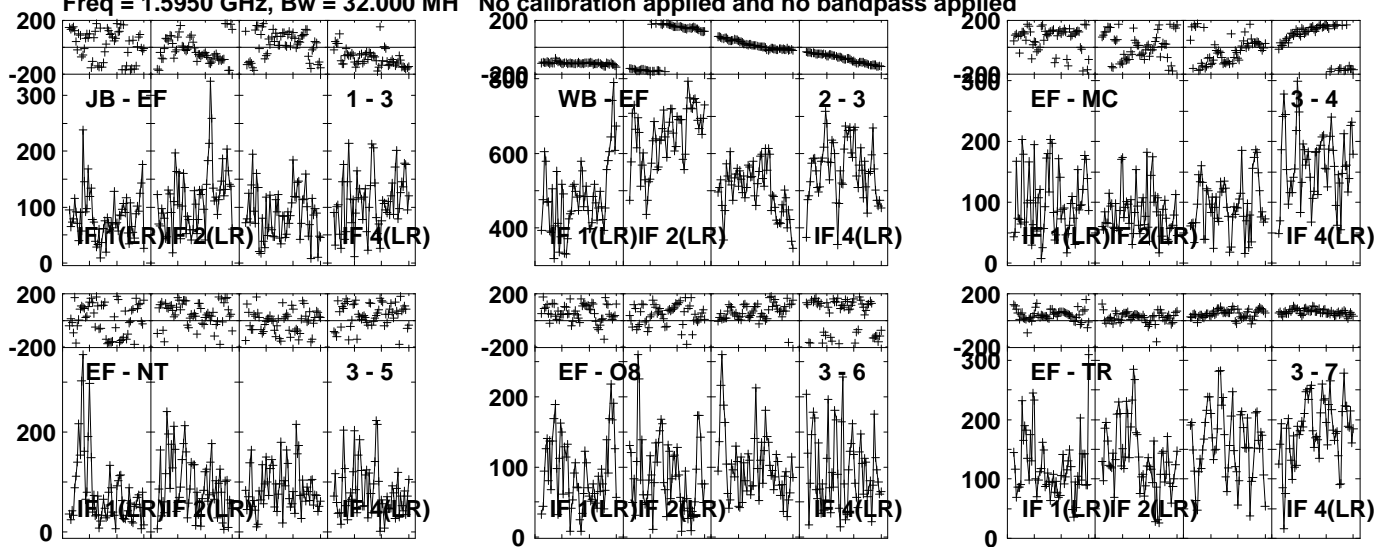 Freq = 1.5950 GHz, Bw = 32.000 MH No calibration applied and no bandpass applied
200
-200
300
200
100
0
JB - EF 1 - 3
IF 1(LR) IF 2(LR) IF 4(LR)
200
-200
800
600
400
WB - EF 2 - 3
IF 1(LR) IF 2(LR) IF 4(LR)
200
-200
300
200
100
0
EF - MC 3 - 4
IF 1(LR) IF 2(LR) IF 4(LR)
200
-200
200
0
EF - NT 3 - 5
IF 1(LR) IF 2(LR) IF 4(LR)
200
-200
200
100
0
EF - O8 3 - 6
IF 1(LR) IF 2(LR) IF 4(LR)
200
-200
300
200
100
0
EF - TR 3 - 7
IF 1(LR) IF 2(LR) IF 4(LR)